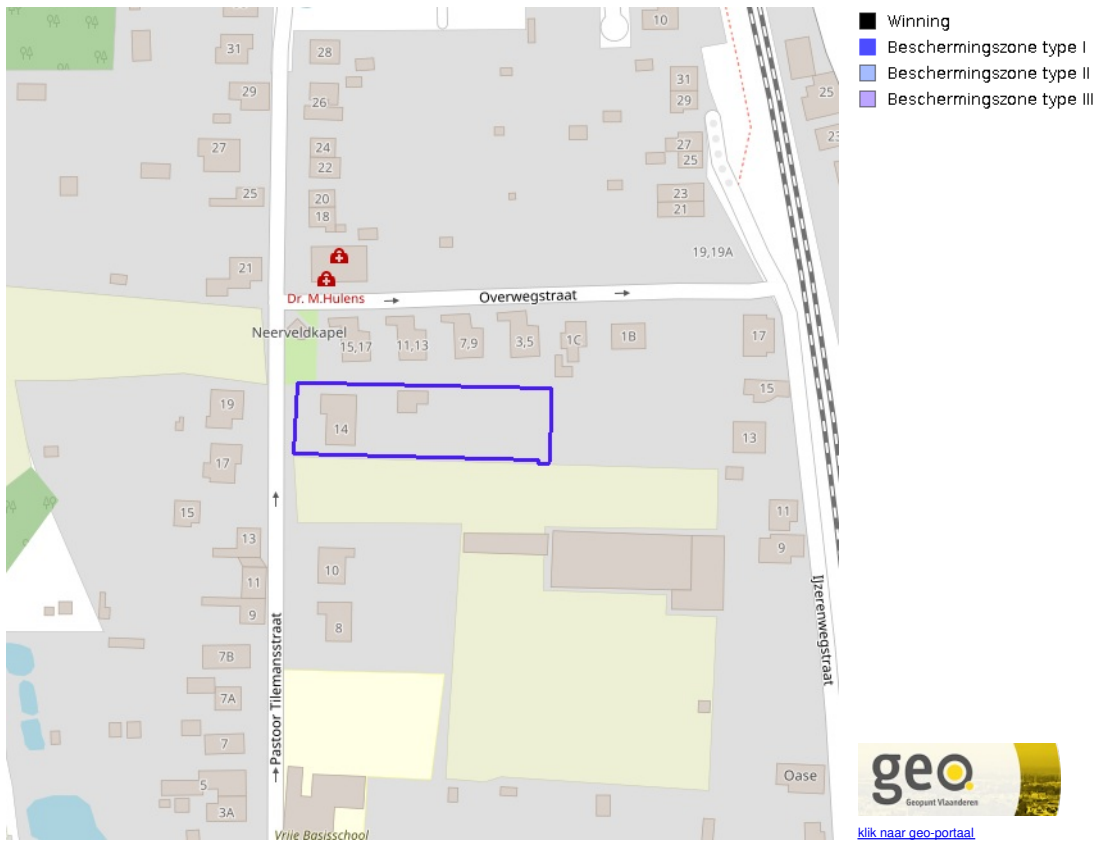 Winning
Beschermingszone type I
Beschermingszone type II
Beschermingszone type III
10
31
28
31
29
25
26
29
23
27
24
27
22
25
25
20
23
18
21
19,19A
21
Dr. M.Hulens
Overwegstraat
Neerveldkapel
15,17
11,13
7,9
3,5
1C
1B
17
15
19
14
13
17
15
11
13
9
10
11
9
8
7B
7A
7
5
3A
Pastoor Tilemansstraat
IJzerenwegstraat
Oase
Vrije Basisschool
geo.
Geopunt Vlaanderen
klik naar geo-portaal